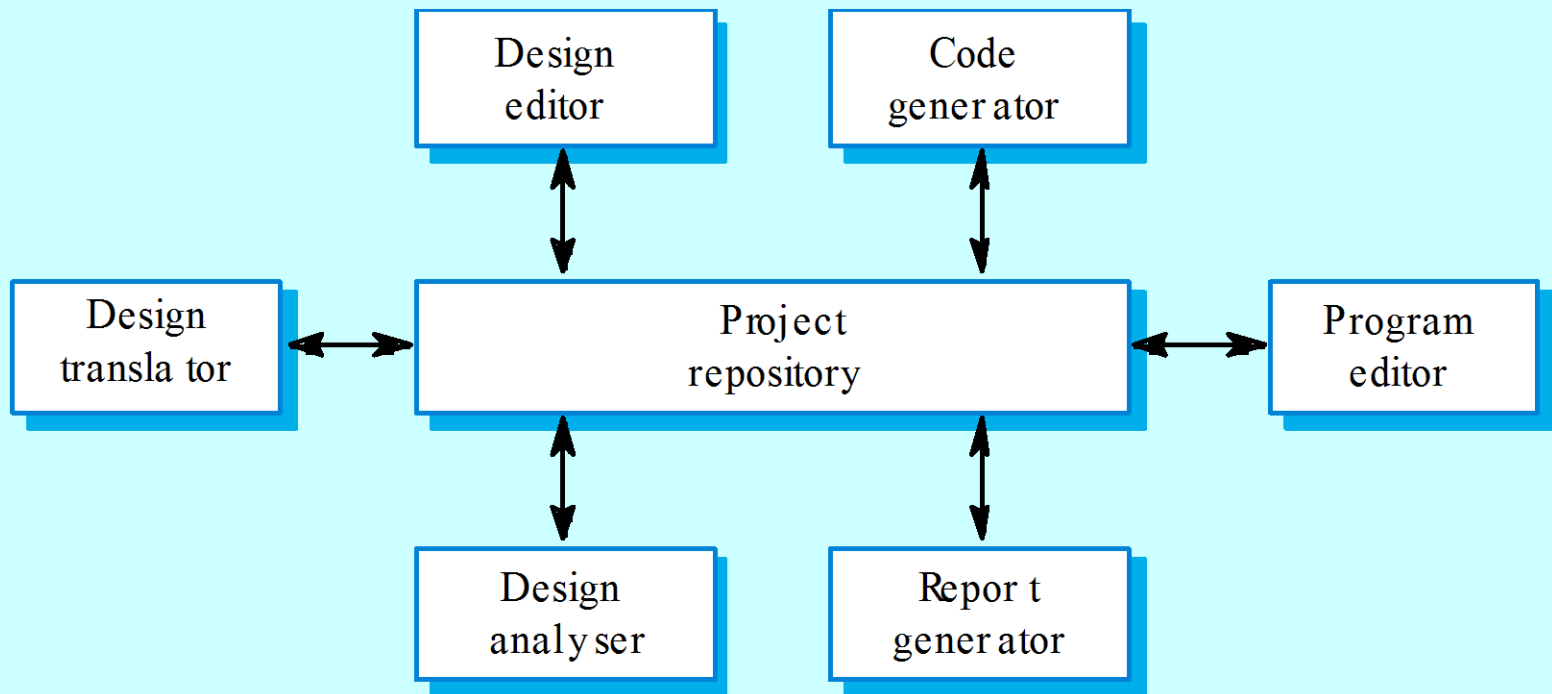 Design
editor
Code
generator
Design
translator
Project
repository
Program
editor
Design
analyser
Report
generator